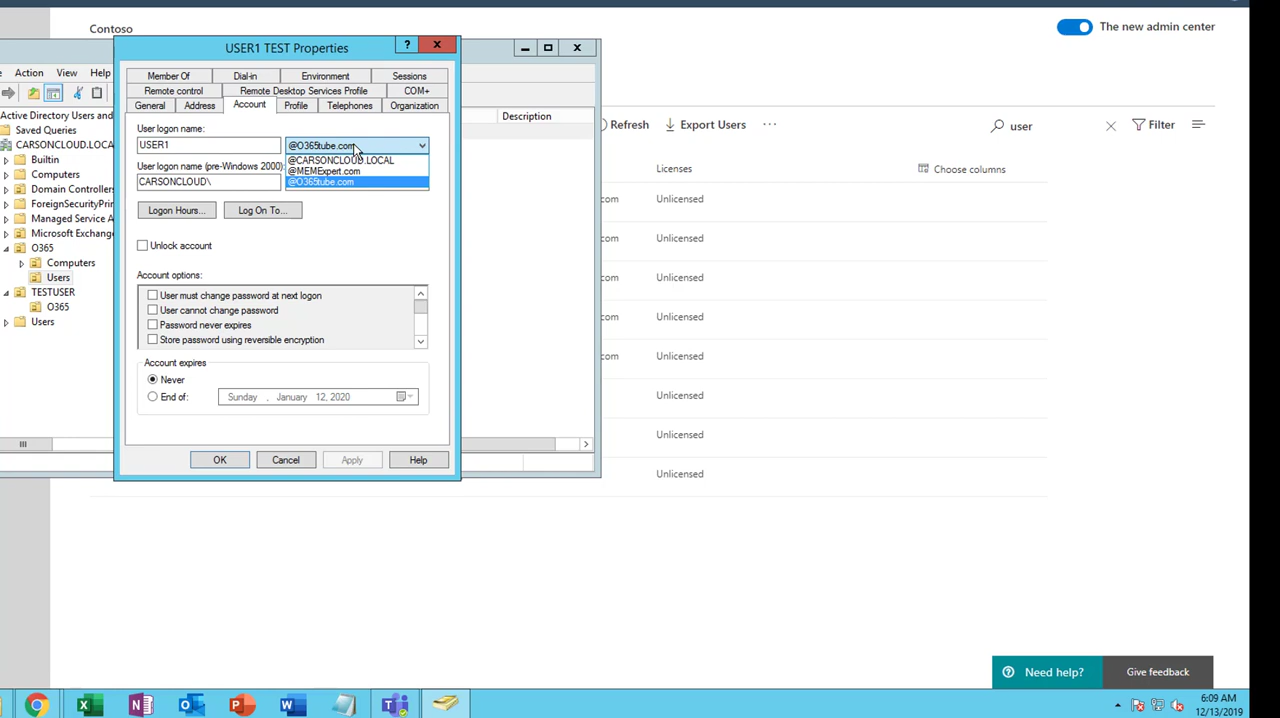 Contoso
The new admin center
USER1 TEST Properties
?
Action View Help
Member Of Dial-in Environment Sessions
Remote control Remote Desktop Services Profile COM+
General Address Account Profile Telephones Organization
Active Directory Users and
Saved Queries
CARSONCLOUD.LOCA
Builtin
Computers
Domain Controllers
ForeignSecurityPrin
Managed Service A
Microsoft Exchang
O365
Computers
Users
TESTUSER
O365
Users
User logon name:
USER1 @O365tube.com
@CARSONCLOUD.LOCAL
@MEMExpert.com
@O365tube.com
User logon name (pre-Windows 2000)
CARSONCLOUD\
Logon Hours... Log On To...
Unlock account
Account options:
User must change password at next logon
User cannot change password
Password never expires
Store password using reversible encryption
Account expires
Never
End of: Sunday , January 12, 2020
OK Cancel Apply Help
Description
Refresh Export Users ··· user Filter
Licenses Choose columns
com Unlicensed
com Unlicensed
com Unlicensed
com Unlicensed
com Unlicensed
Unlicensed
Unlicensed
Unlicensed
Need help? Give feedback
6:09 AM
12/13/2019